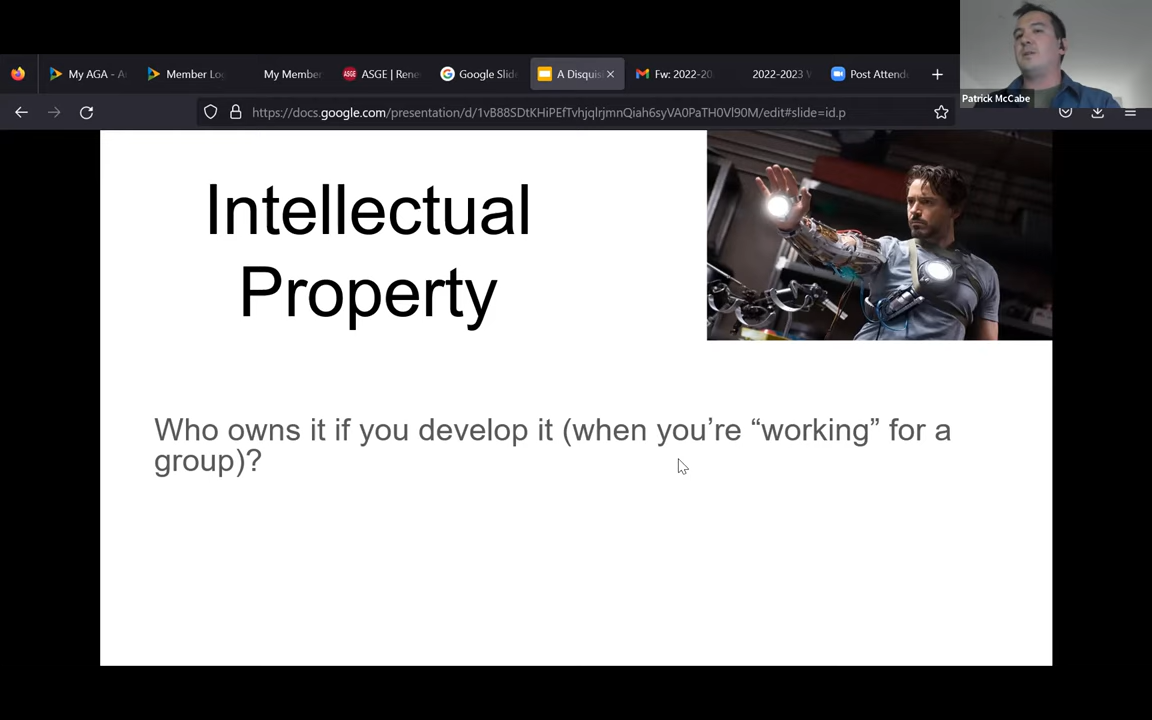 My AGA - A
Member Lo
My Member
ASGE
ASGE | Rene
Google Slid
A Disquis
Fw: 2022-20
2022-2023
Post Attend
Patrick McCabe
https://docs.google.com/presentation/d/1vB88SDtKHiPEfTvhjqlrjmnQiah6syVA0PaTH0Vl90M/edit#slide=id.p
Intellectual
Property
Who owns it if you develop it (when you’re “working” for a
group)?